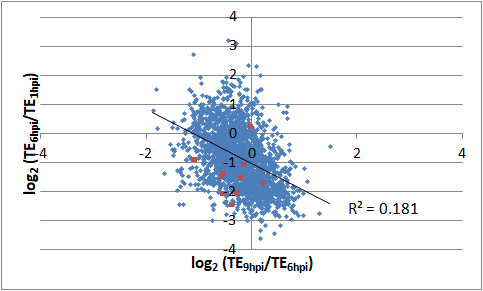 log₂ (TE₆ₕₚᵢ/TE₁ₕₚᵢ)
4
3
2
1
0
-1
-2
-3
-4
-4 -2 0 2 4
R² = 0.181
log₂ (TE₉ₕₚᵢ/TE₆ₕₚᵢ)